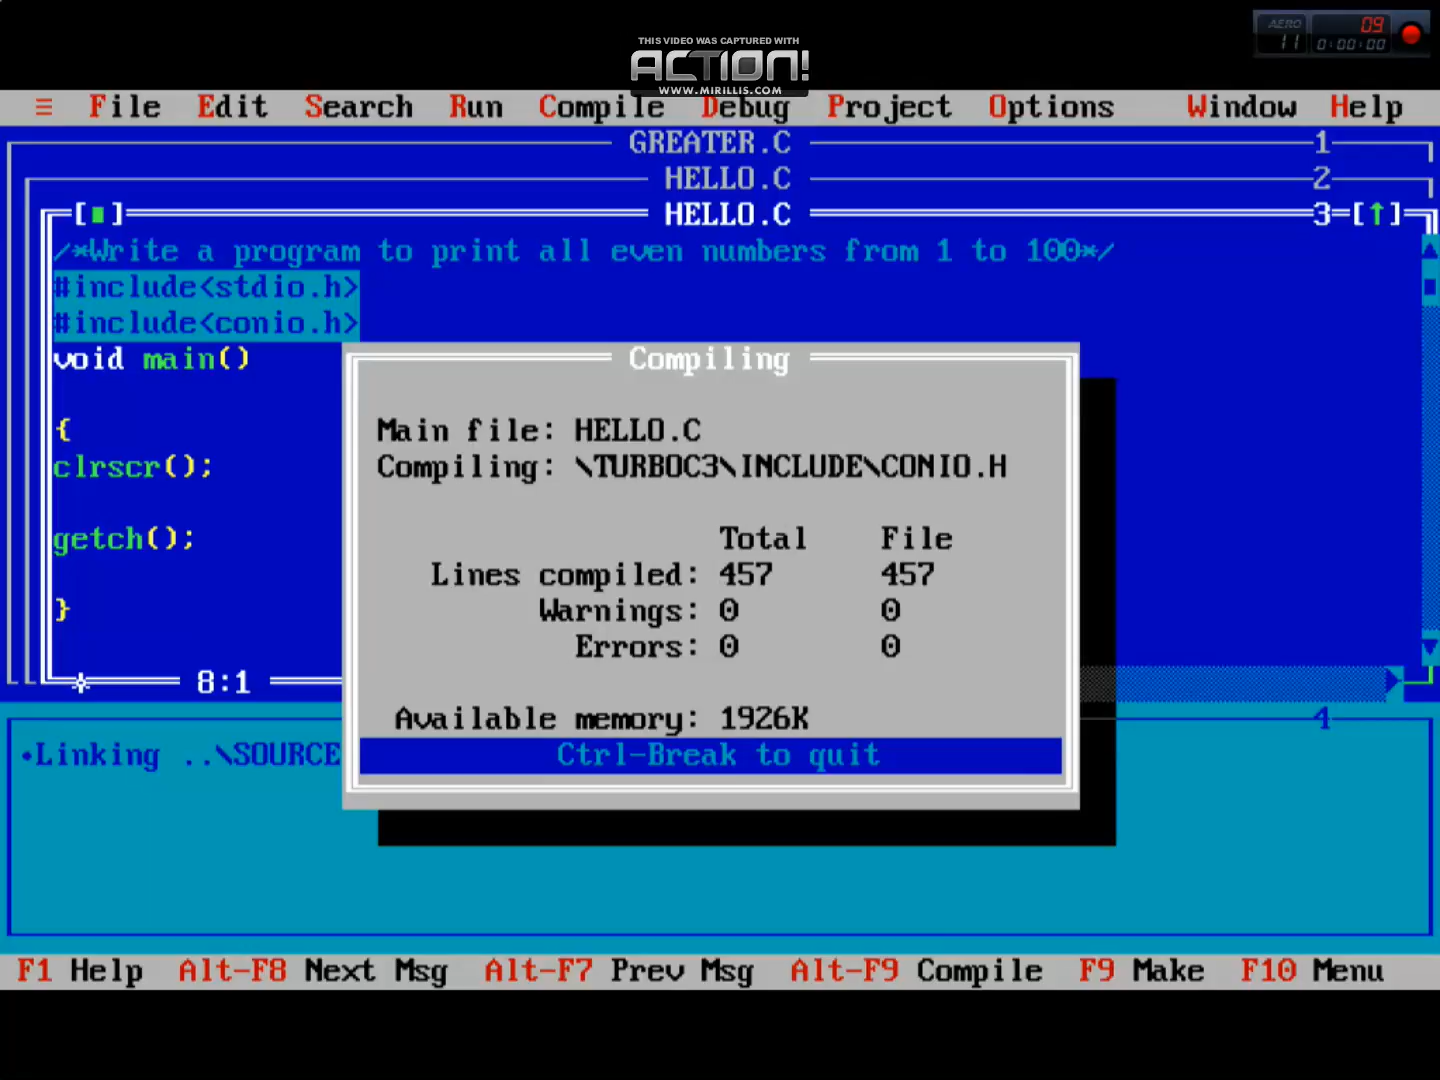 AERO
11
09
0:00:00
THIS VIDEO WAS CAPTURED WITH
ACTION!
WWW.MIRILLIS.COM
≡ File Edit Search Run Compile Debug Project Options Window Help
GREATER.C 1
HELLO.C 2
[■] HELLO.C 3=[↑]
/*Write a program to print all even numbers from 1 to 100*/
#include<stdio.h>
#include<conio.h>
void main()
{
clrscr();
getch();
}
8:1
Compiling
Main file: HELLO.C
Compiling: \TURBOC3\INCLUDE\CONIO.H
Total File
Lines compiled: 457 457
Warnings: 0 0
Errors: 0 0
Available memory: 1926K
Ctrl-Break to quit
4
•Linking ..\SOURCE
F1 Help Alt-F8 Next Msg Alt-F7 Prev Msg Alt-F9 Compile F9 Make F10 Menu